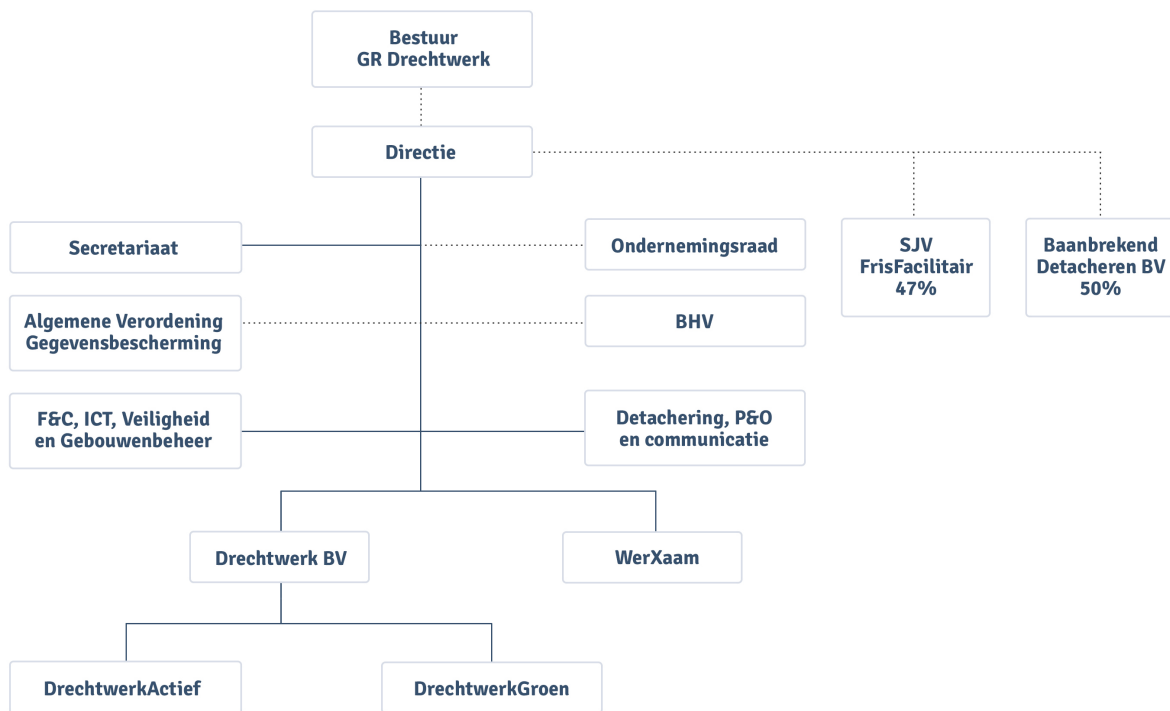 Bestuur
GR Drechtwerk
Directie
Secretariaat
Ondernemingsraad
SJV
FrisFacilitair
47%
Baanbrekend
Detacheren BV
50%
Algemene Verordening
Gegevensbescherming
BHV
F&C, ICT, Veiligheid
en Gebouwenbeheer
Detachering, P&O
en communicatie
Drechtwerk BV
WerXaam
DrechtwerkActief
DrechtwerkGroen